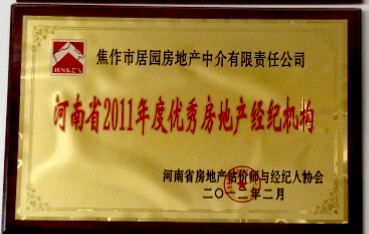 焦作市居园房地产中介有限责任公司
河南省2011年度优秀房地产经纪机构
河南省房地产估价师与经纪人协会
二〇一二年二月